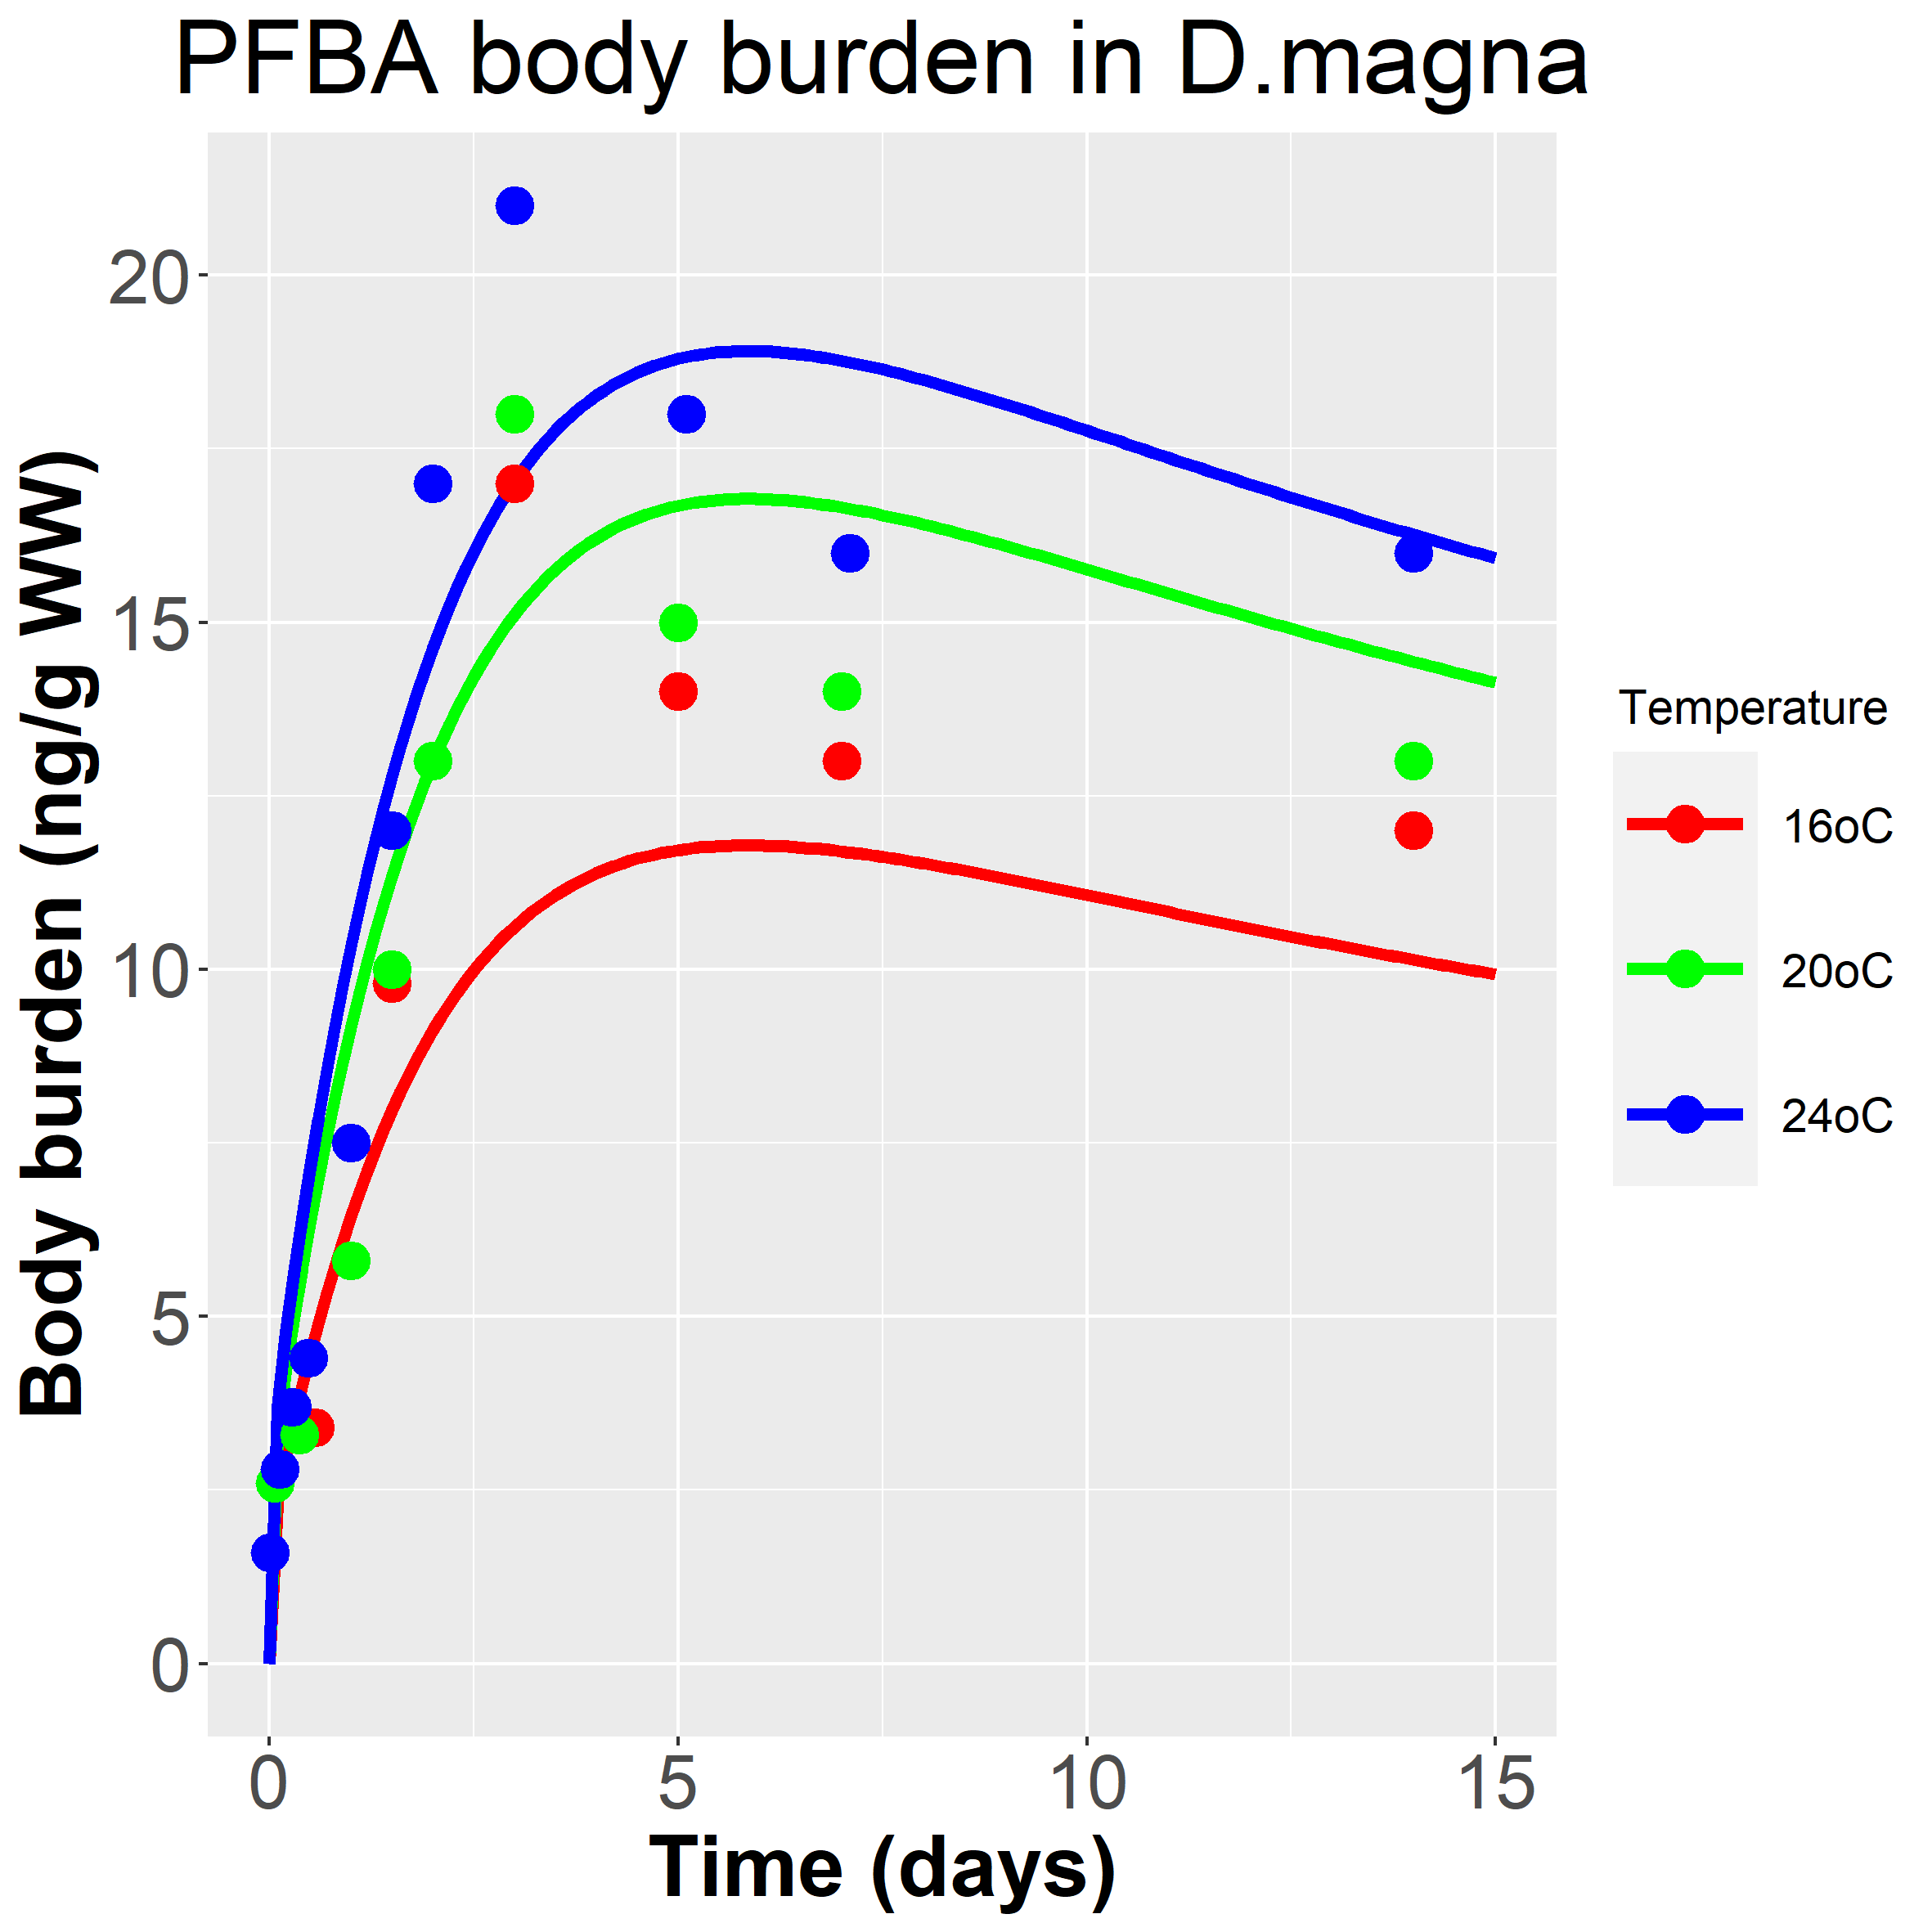 PFBA body burden in D.magna
Body burden (ng/g WW)
20
15
10
5
0
0 5 10 15
Time (days)
Temperature
16oC
20oC
24oC